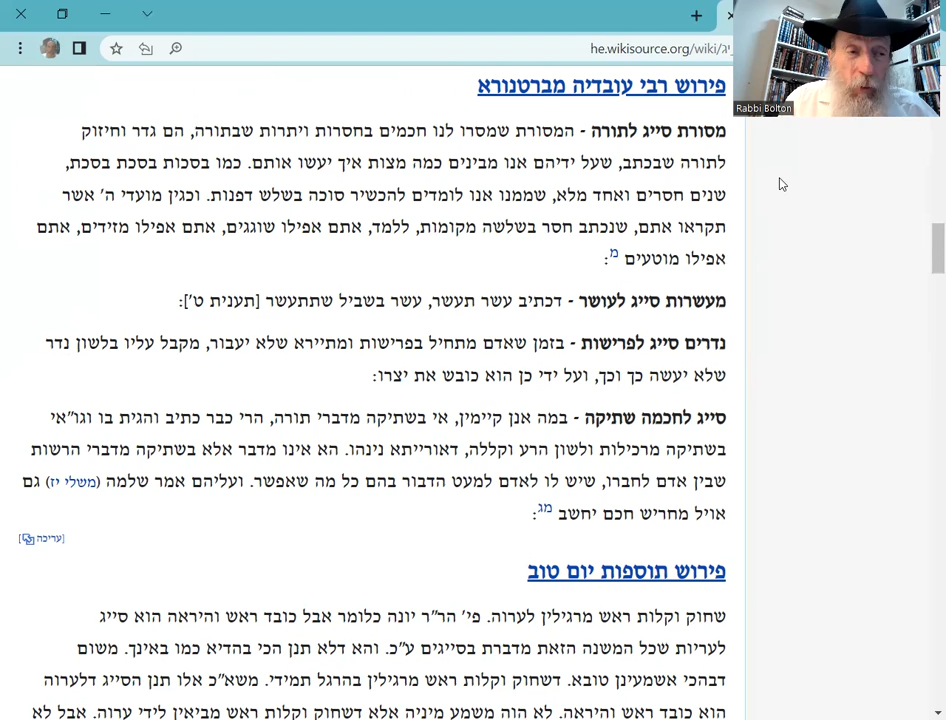 he.wikisource.org/wiki/יג
Rabbi Bolton
פירוש רבי עובדיה מברטנורא
מסורת סייג לתורה - המסורת שמסרו לנו חכמים בחסרות ויתרות שבתורה, הם גדר וחיזוק
לתורה שבכתב, שעל ידיהם אנו מבינים כמה מצות איך יעשו אותם. כמו בסכות בסכת בסכת,
שנים חסרים ואחד מלא, שממנו אנו לומדים להכשיר סוכה בשלש דפנות. וכגון מועדי ה' אשר
תקראו אתם, שנכתב חסר בשלשה מקומות, ללמד, אתם אפילו שוגגים, אתם אפילו מזידים, אתם
אפילו מוטעים מ:
מעשרות סייג לעושר - דכתיב עשר תעשר, עשר בשביל שתתעשר [תענית ט']:
נדרים סייג לפרישות - בזמן שאדם מתחיל בפרישות ומתיירא שלא יעבור, מקבל עליו בלשון נדר
שלא יעשה כך וכך, ועל ידי כן הוא כובש את יצרו:
סייג לחכמה שתיקה - במה אנן קיימין, אי בשתיקה מדברי תורה, הרי כבר כתיב והגית בו וגו"אי
בשתיקה מרכילות ולשון הרע וקללה, דאורייתא נינהו. הא אינו מדבר אלא בשתיקה מדברי הרשות
שבין אדם לחברו, שיש לו לאדם למעט הדבור בהם כל מה שאפשר. ועליהם אמר שלמה (משלי יז) גם
אויל מחריש חכם יחשב מג:
[עריכה]
פירוש תוספות יום טוב
שחוק וקלות ראש מרגילין לערוה. פי' הר"ר יונה כלומר אבל כובד ראש והיראה הוא סייג
לעריות שכל המשנה הזאת מדברת בסייגים ע"כ. והא דלא תנן הכי בהדיא כמו באינך. משום
דבהכי אשמעינן טובא. דשחוק וקלות ראש מרגילין בהרגל תמידי. משא"כ אלו תנן הסייג דלערוה
הוא כובד ראש והיראה. לא הוה משמע מיניה אלא דשחוק וקלות ראש מביאין לידי ערוה. אבל לא